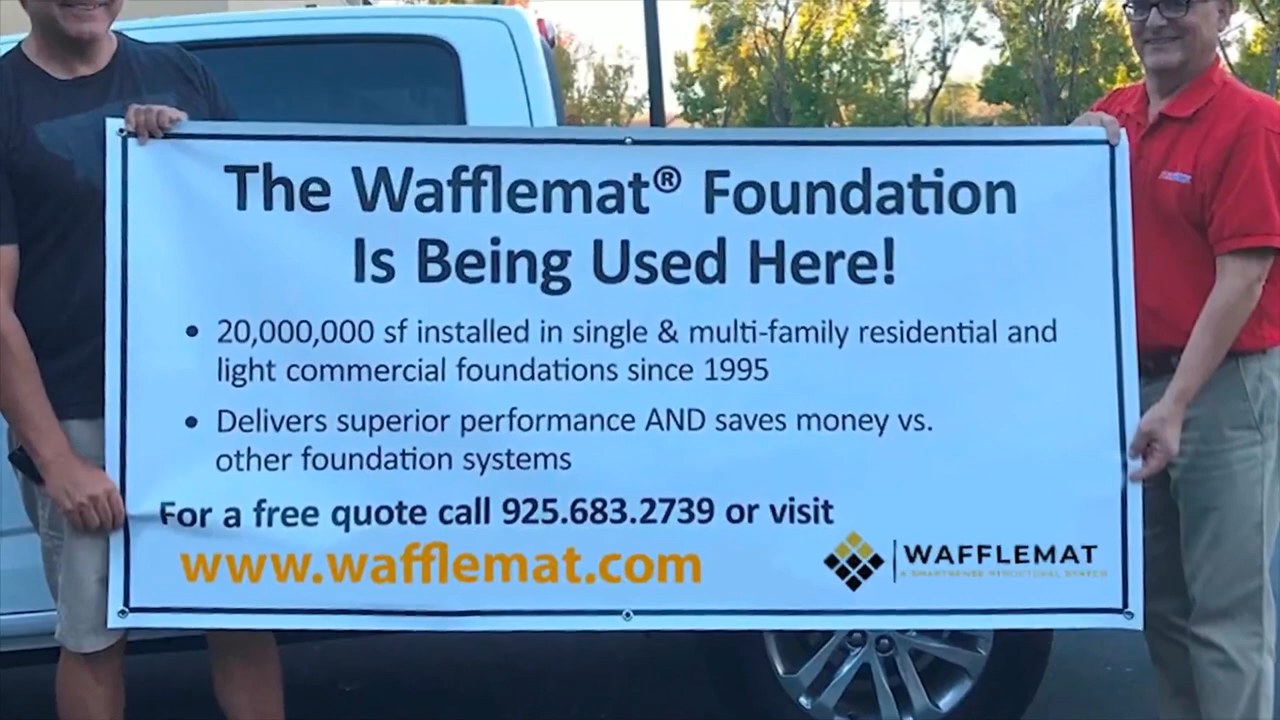 The Wafflemat® Foundation
Is Being Used Here!
• 20,000,000 sf installed in single & multi-family residential and
light commercial foundations since 1995
• Delivers superior performance AND saves money vs.
other foundation systems
For a free quote call 925.683.2739 or visit
www.wafflemat.com
WAFFLEMAT